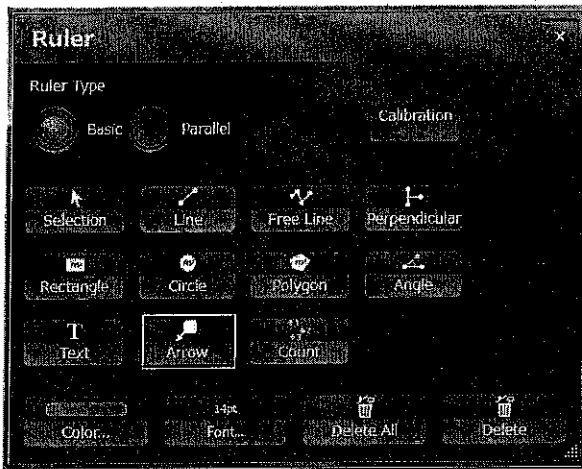 Ruler
Ruler Type
Basic Parallel Calibration
Selection Line Free Line Perpendicular
Rectangle Circle Polygon Angle
Text Arrow Count
14pt
Color... Font... Delete All Delete